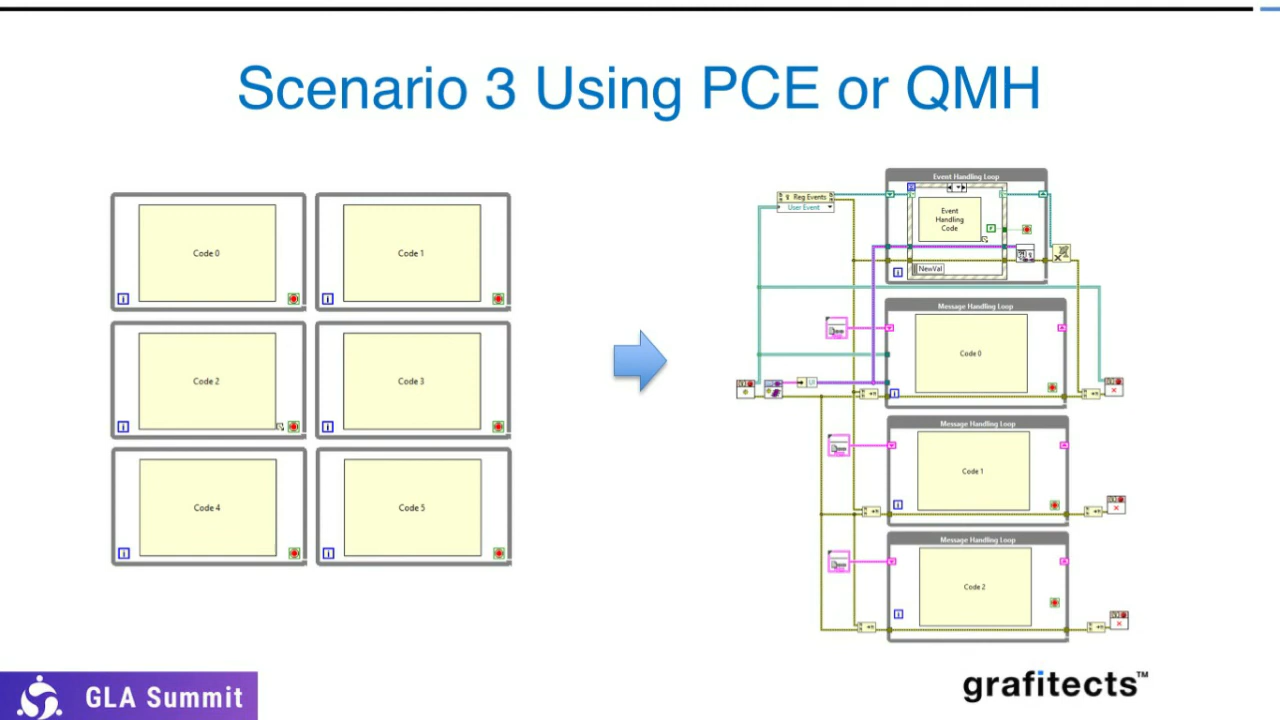 Scenario 3 Using PCE or QMH
Code 0
Code 1
Code 2
Code 3
Code 4
Code 5
Event Handling Loop
Reg Events
User Event
Event
Handling
Code
NewVal
Message Handling Loop
Code 0
Message Handling Loop
Code 1
Message Handling Loop
Code 2
GLA Summit
grafitects™